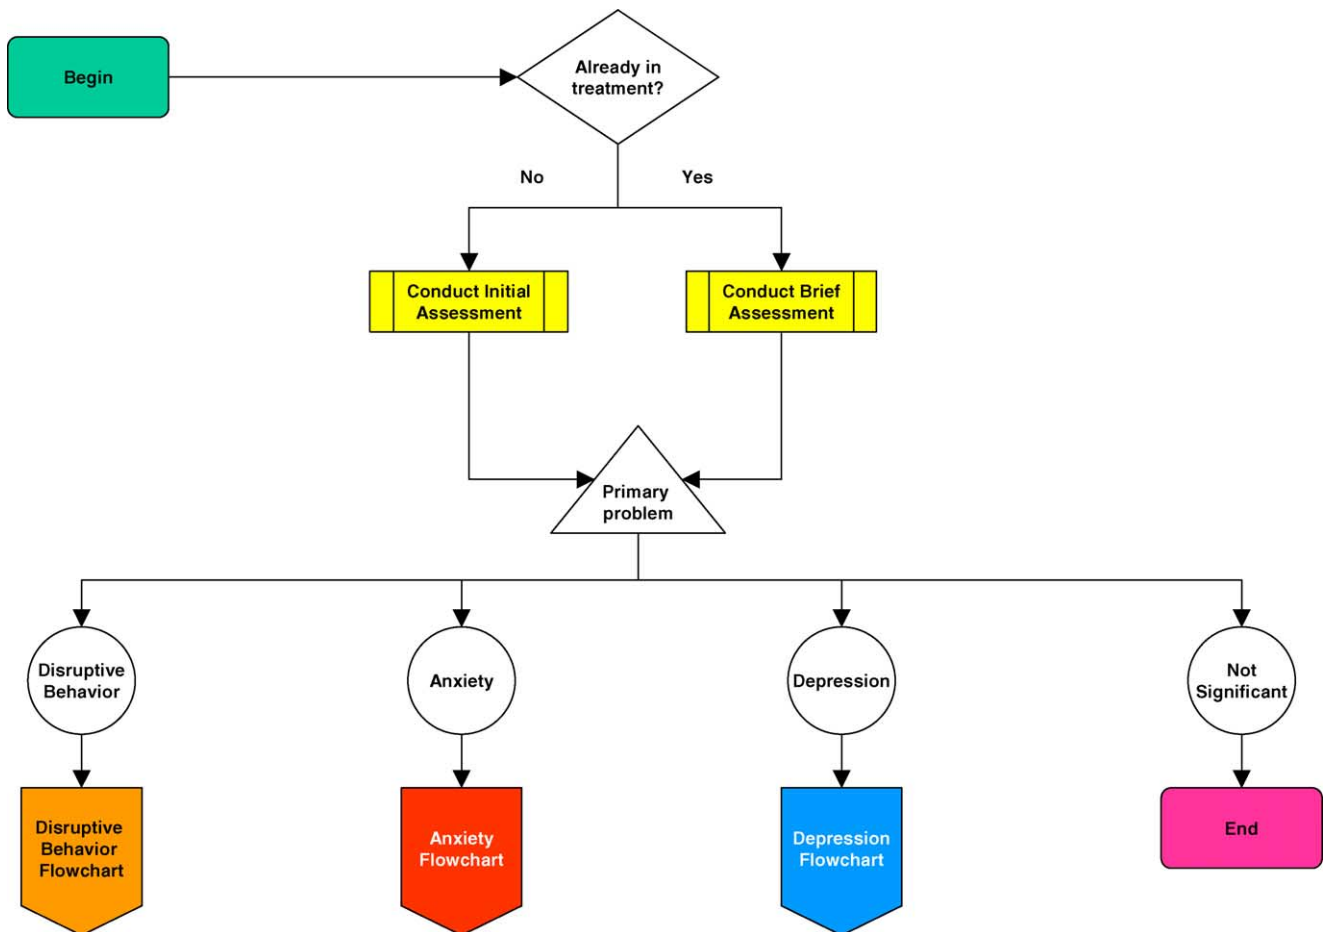 Begin
Already in
treatment?
No
Yes
Conduct Initial
Assessment
Conduct Brief
Assessment
Primary
problem
Disruptive
Behavior
Anxiety
Depression
Not
Significant
Disruptive
Behavior
Flowchart
Anxiety
Flowchart
Depression
Flowchart
End